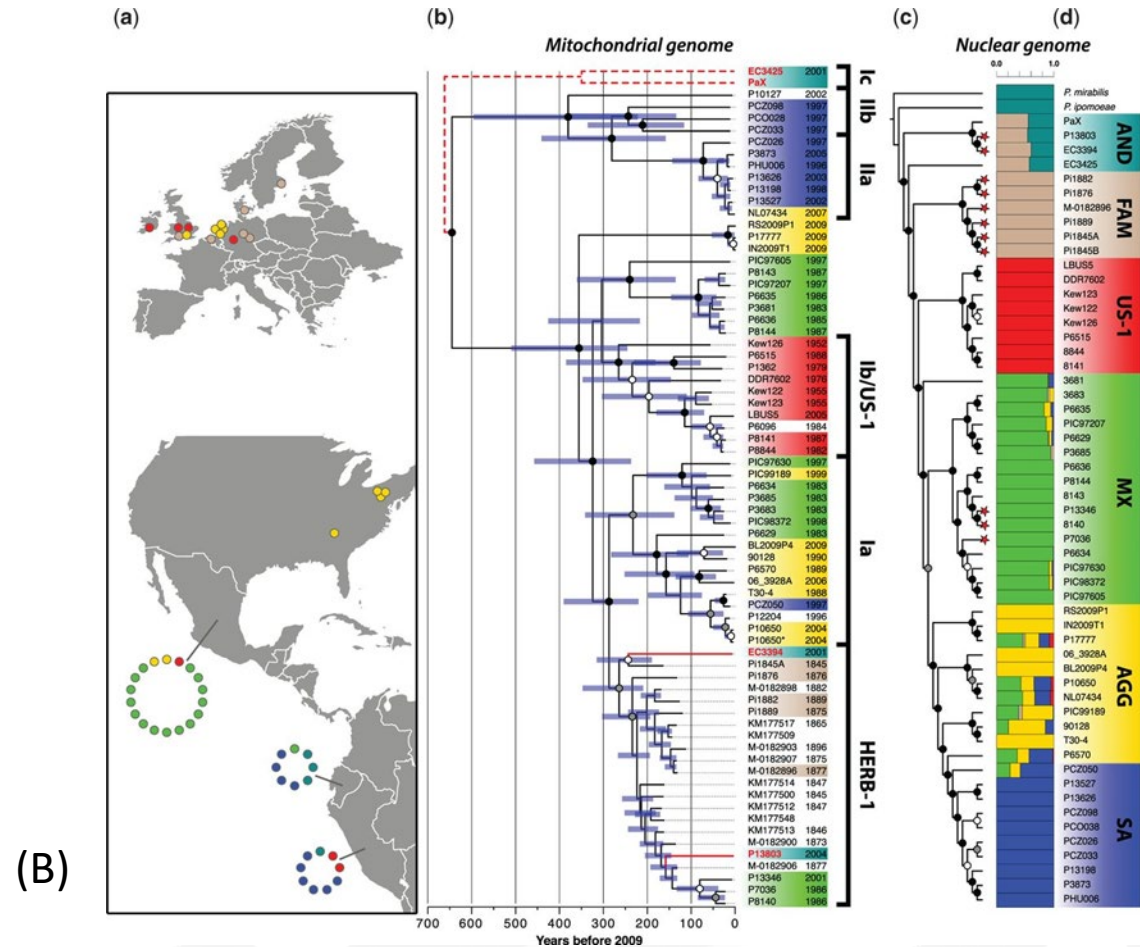 (a)
(b)
(c)
(d)
Mitochondrial genome
Nuclear genome
0.0 1.0
EC3425 2001
PaX
P10127 2002
PCZ098 1997
PCO028 1997
PCZ033 1997
PCZ026 1997
P3873 2005
PHU006 1996
P13626 2003
P13198 1998
P13527 2002
NL07434 2007
RS2009P1 2009
P17777 2009
IN2009T1 2009
PIC97605 1997
P8143 1987
PIC97207 1997
P6635 1986
P3681 1983
P6636 1985
P8144 1987
Kew126 1952
P6515 1988
P1362 1979
DDR7602 1976
Kew122 1955
Kew123 1955
LBUS5 2005
P6096 1984
P8141 1987
P8844 1982
PIC97630 1997
PIC99189 1999
P6634 1983
P3685 1983
P3683 1983
PIC98372 1998
P6629 1983
BL2009P4 2009
90128 1990
P6570 1989
06_3928A 2006
T30-4 1988
PCZ050 1997
P12204 1996
P10650 2004
P10650* 2004
EC3394 2001
Pi1845A 1845
Pi1876 1876
M-0182898 1882
Pi1882 1889
Pi1889 1875
KM177517 1865
KM177509
M-0182903 1896
M-0182907 1875
M-0182896 1877
KM177514 1847
KM177500 1845
KM177512 1847
KM177548
KM177513 1846
M-0182900 1873
P13803 2004
M-0182906 1877
P13346 2001
P7036 1986
P8140 1986
Ic
IIb
IIa
Ib/US-1
Ia
HERB-1
700 600 500 400 300 200 100 0
Years before 2009
P. mirabilis
P. ipomoeae
PaX
P13803
EC3394
EC3425
Pi1882
Pi1876
M-0182896
Pi1889
Pi1845A
Pi1845B
LBUS5
DDR7602
Kew123
Kew122
Kew126
P6515
8844
8141
3681
3683
P6635
PIC97207
P6629
P3685
P6636
P8144
8143
P13346
8140
P7036
P6634
PIC97630
PIC98372
PIC97605
RS2009P1
IN2009T1
P17777
06_3928A
BL2009P4
P10650
NL07434
PIC99189
90128
T30-4
P6570
PCZ050
P13527
P13626
PCZ098
PCO038
PCZ026
PCZ033
P13198
P3873
PHU006
AND
FAM
US-1
MX
AGG
SA
(B)